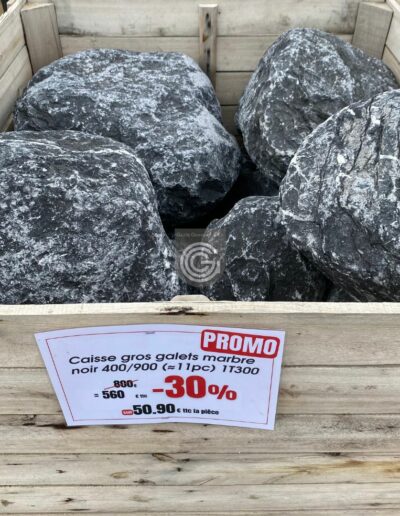 PROMO
Caisse gros galets marbre
noir 400/900 (≈11pc) 1T300
800,-
= 560 € ttc -30%
soit 50.90 € ttc la pièce